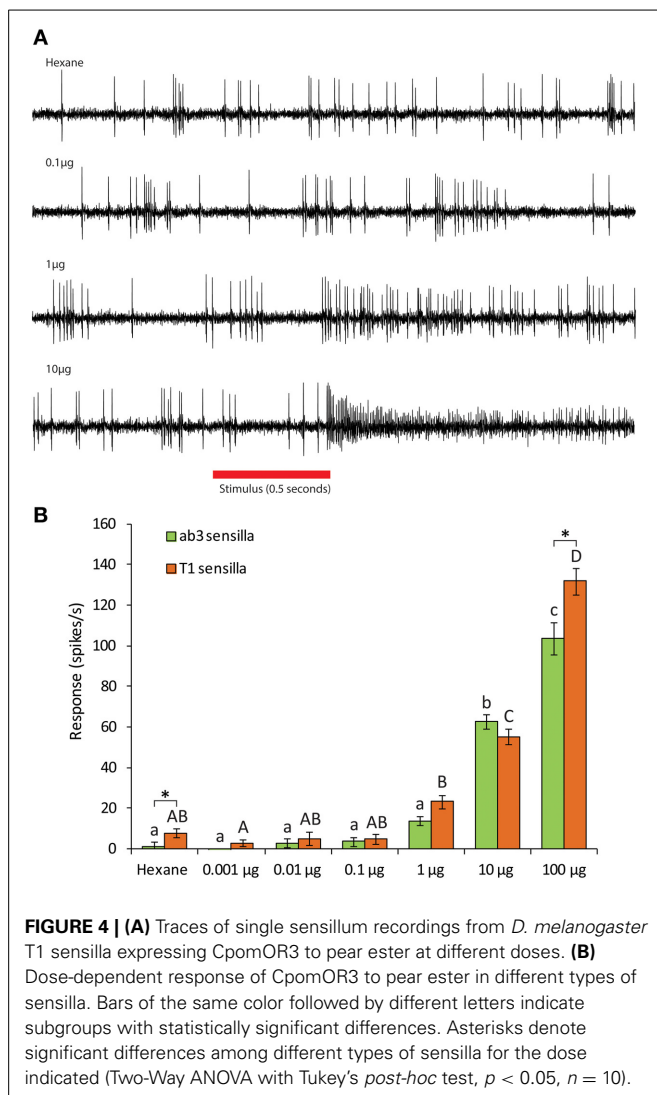 A
Hexane
0.1µg
1µg
10µg
Stimulus (0.5 seconds)
B
160
140
120
100
80
60
40
20
0
Response (spikes/s)
ab3 sensilla
T1 sensilla
*
a AB
a A
a AB
a AB
a B
b C
*
c D
Hexane 0.001 µg 0.01 µg 0.1 µg 1 µg 10 µg 100 µg
FIGURE 4 | (A) Traces of single sensillum recordings from D. melanogaster
T1 sensilla expressing CpomOR3 to pear ester at different doses. (B)
Dose-dependent response of CpomOR3 to pear ester in different types of
sensilla. Bars of the same color followed by different letters indicate
subgroups with statistically significant differences. Asterisks denote
significant differences among different types of sensilla for the dose
indicated (Two-Way ANOVA with Tukey's post-hoc test, p < 0.05, n = 10).